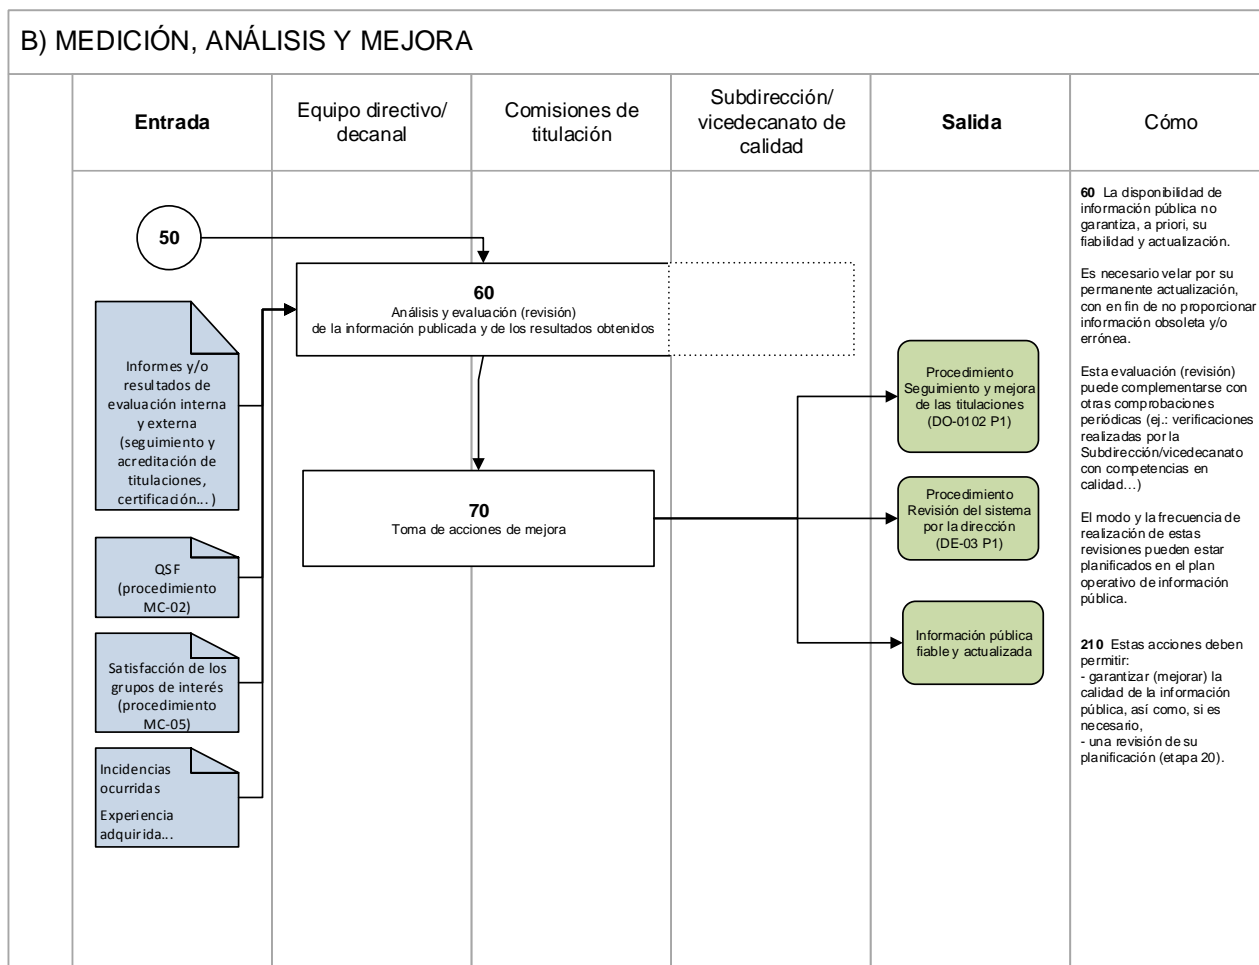 B) MEDICIÓN, ANÁLISIS Y MEJORA
Entrada
Equipo directivo/
decanal
Comisiones de
titulación
Subdirección/
vicedecanato de
calidad
Salida
Cómo
50
60
Análisis y evaluación (revisión)
de la información publicada y de los resultados obtenidos
Informes y/o
resultados de
evaluación interna
y externa
(seguimiento y
acreditación de
titulaciones,
certificación... )
QSF
(procedimiento
MC-02)
Satisfacción de los
grupos de interés
(procedimiento
MC-05)
Incidencias
ocurridas
Experiencia
adquirida...
70
Toma de acciones de mejora
Procedimiento
Seguimiento y mejora
de las titulaciones
(DO-0102 P1)
Procedimiento
Revisión del sistema
por la dirección
(DE-03 P1)
Información pública
fiable y actualizada
60 La disponibilidad de
información pública no
garantiza, a priori, su
fiabilidad y actualización.
Es necesario velar por su
permanente actualización,
con en fin de no proporcionar
información obsoleta y/o
errónea.
Esta evaluación (revisión)
puede complementarse con
otras comprobaciones
periódicas (ej.: verificaciones
realizadas por la
Subdirección/vicedecanato
con competencias en
calidad...)
El modo y la frecuencia de
realización de estas
revisiones pueden estar
planificados en el plan
operativo de información
pública.
210 Estas acciones deben
permitir:
- garantizar (mejorar) la
calidad de la información
pública, así como, si es
necesario,
- una revisión de su
planificación (etapa 20).